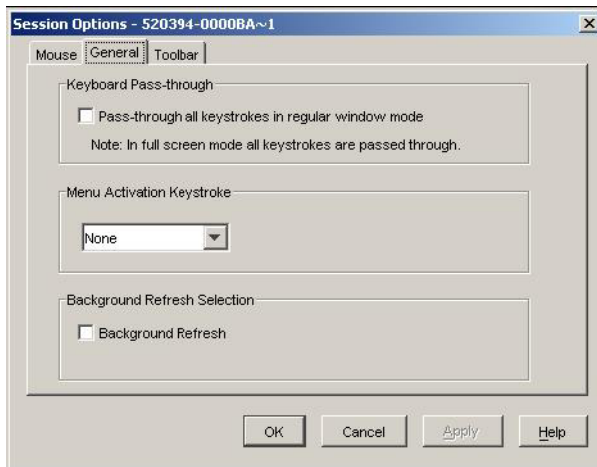 Session Options - 520394-0000BA~1
Mouse General Toolbar
Keyboard Pass-through
Pass-through all keystrokes in regular window mode
Note: In full screen mode all keystrokes are passed through.
Menu Activation Keystroke
None
Background Refresh Selection
Background Refresh
OK Cancel Apply Help